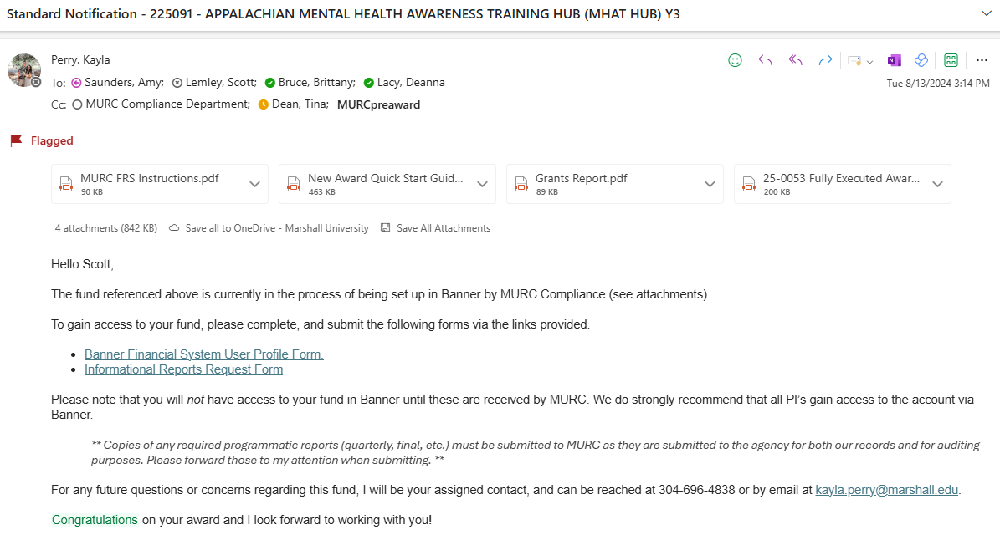 Standard Notification - 225091 - APPALACHIAN MENTAL HEALTH AWARENESS TRAINING HUB (MHAT HUB) Y3
Perry, Kayla
To: Saunders, Amy; Lemley, Scott; Bruce, Brittany; Lacy, Deanna
Tue 8/13/2024 3:14 PM
Cc: MURC Compliance Department; Dean, Tina; MURCpreaward
Flagged
MURC FRS Instructions.pdf
90 KB
New Award Quick Start Guid...
463 KB
Grants Report.pdf
89 KB
25-0053 Fully Executed Awar...
200 KB
4 attachments (842 KB) Save all to OneDrive - Marshall University Save All Attachments
Hello Scott,
The fund referenced above is currently in the process of being set up in Banner by MURC Compliance (see attachments).
To gain access to your fund, please complete, and submit the following forms via the links provided.
• Banner Financial System User Profile Form.
• Informational Reports Request Form
Please note that you will not have access to your fund in Banner until these are received by MURC. We do strongly recommend that all PI's gain access to the account via
Banner.
** Copies of any required programmatic reports (quarterly, final, etc.) must be submitted to MURC as they are submitted to the agency for both our records and for auditing
purposes. Please forward those to my attention when submitting. **
For any future questions or concerns regarding this fund, I will be your assigned contact, and can be reached at 304-696-4838 or by email at kayla.perry@marshall.edu.
Congratulations on your award and I look forward to working with you!